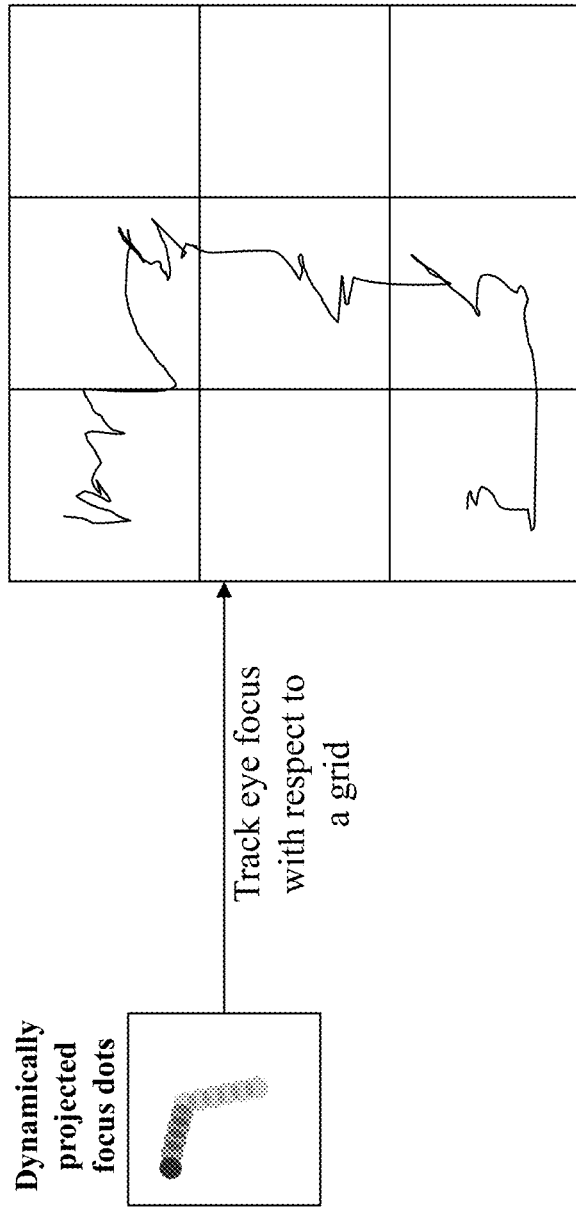 Dynamically
projected
focus dots
Track eye focus
with respect to
a grid